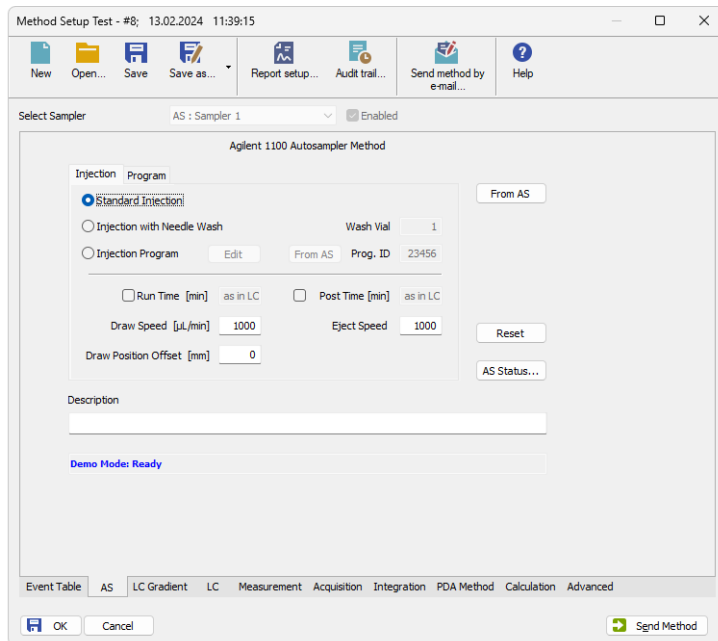 Method Setup Test - #8; 13.02.2024 11:39:15
New Open... Save Save as... Report setup... Audit trail... Send method by e-mail... Help
Select Sampler AS : Sampler 1 Enabled
Agilent 1100 Autosampler Method
Injection Program
Standard Injection From AS
Injection with Needle Wash Wash Vial 1
Injection Program Edit From AS Prog. ID 23456
Run Time [min] as in LC Post Time [min] as in LC
Draw Speed [µL/min] 1000 Eject Speed 1000 Reset
Draw Position Offset [mm] 0
AS Status...
Description
Demo Mode: Ready
Event Table AS LC Gradient LC Measurement Acquisition Integration PDA Method Calculation Advanced
OK Cancel Send Method